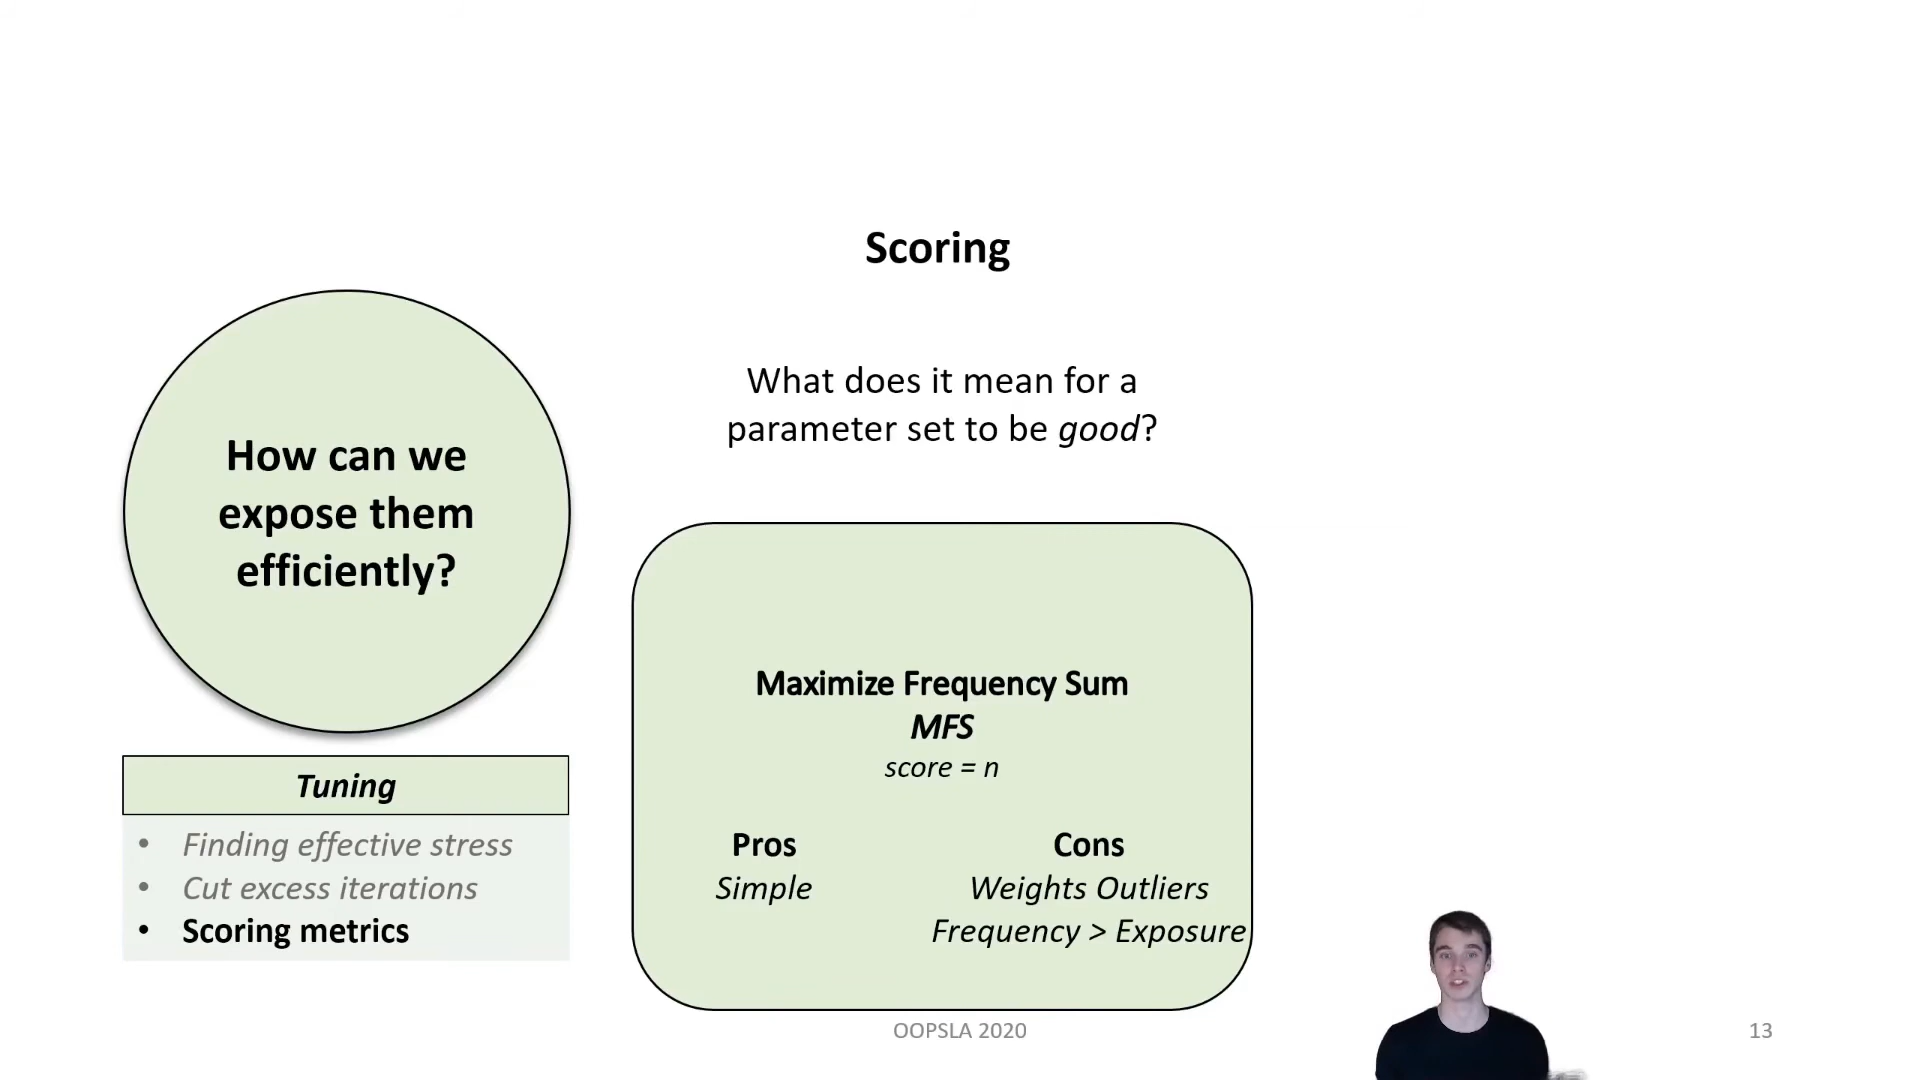 Scoring
How can we
expose them
efficiently?
Tuning
• Finding effective stress
• Cut excess iterations
• Scoring metrics
What does it mean for a
parameter set to be good?
Maximize Frequency Sum
MFS
score = n
Pros
Simple
Cons
Weights Outliers
Frequency > Exposure
OOPSLA 2020
13